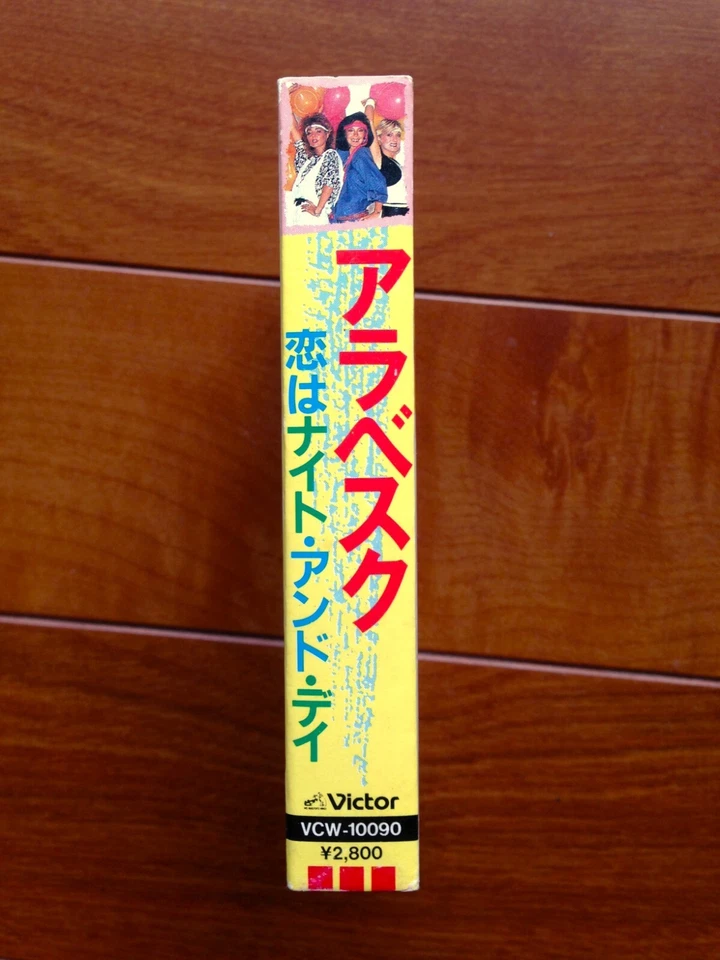 アラベスク
恋はナイト・アンド・デイ
Victor
VCW-10090
¥2,800